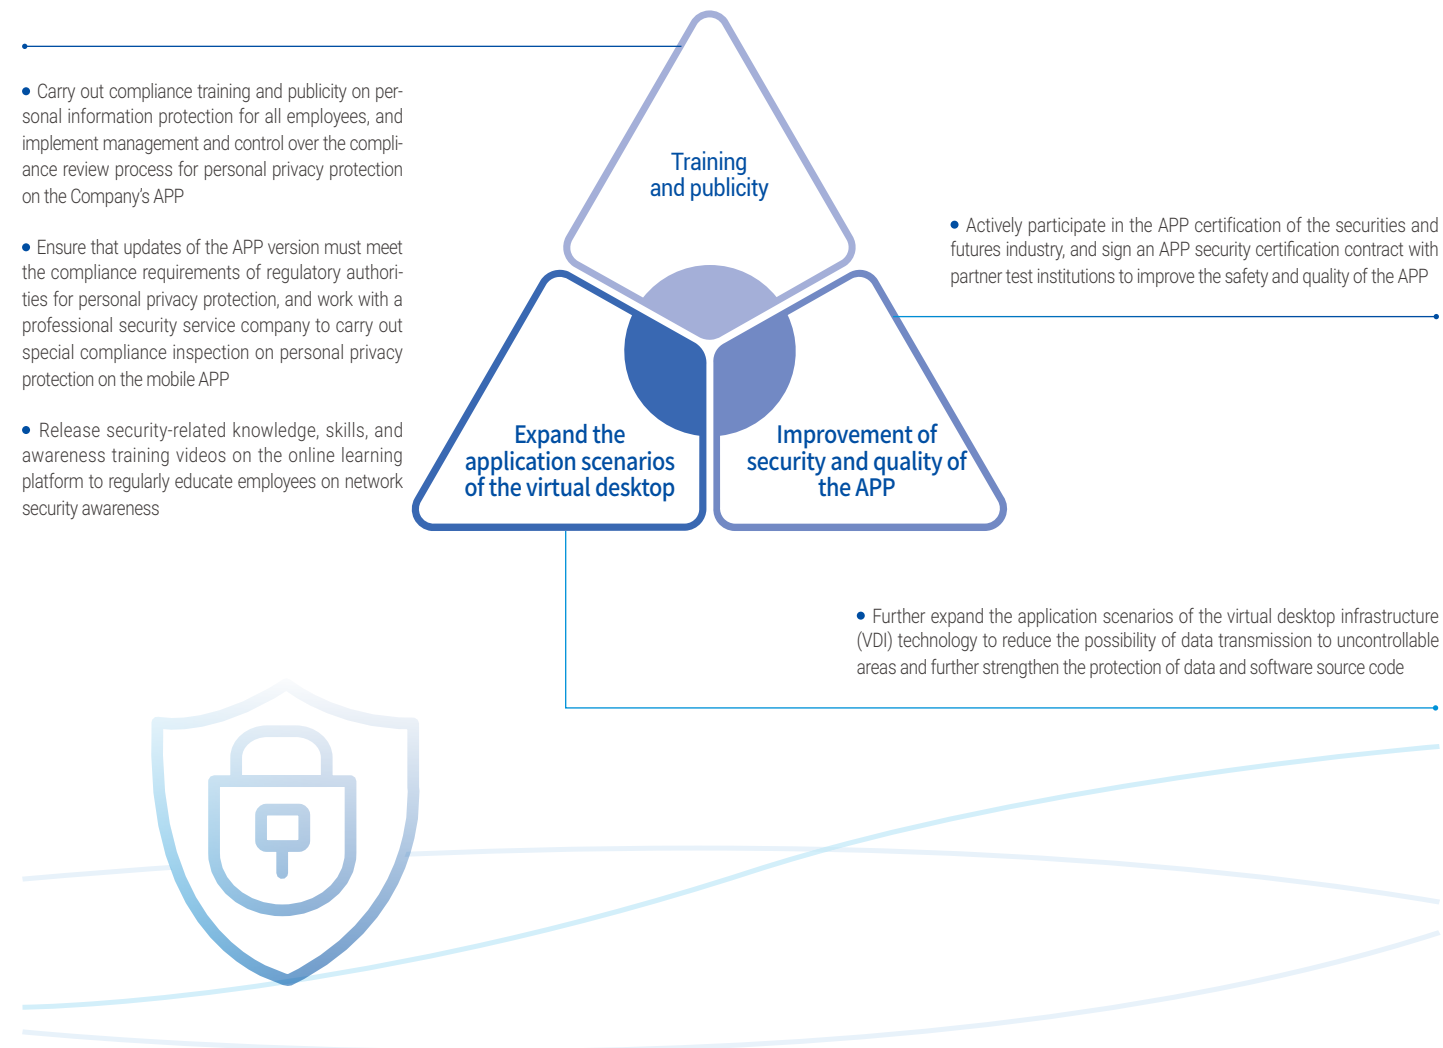 • Carry out compliance training and publicity on per-
sonal information protection for all employees, and
implement management and control over the compli-
ance review process for personal privacy protection
on the Company's APP
• Ensure that updates of the APP version must meet
the compliance requirements of regulatory authori-
ties for personal privacy protection, and work with a
professional security service company to carry out
special compliance inspection on personal privacy
protection on the mobile APP
• Release security-related knowledge, skills, and
awareness training videos on the online learning
platform to regularly educate employees on network
security awareness
Training
and publicity
• Actively participate in the APP certification of the securities and
futures industry, and sign an APP security certification contract with
partner test institutions to improve the safety and quality of the APP
Expand the
application scenarios
of the virtual desktop
Improvement of
security and quality of
the APP
• Further expand the application scenarios of the virtual desktop infrastructure
(VDI) technology to reduce the possibility of data transmission to uncontrollable
areas and further strengthen the protection of data and software source code